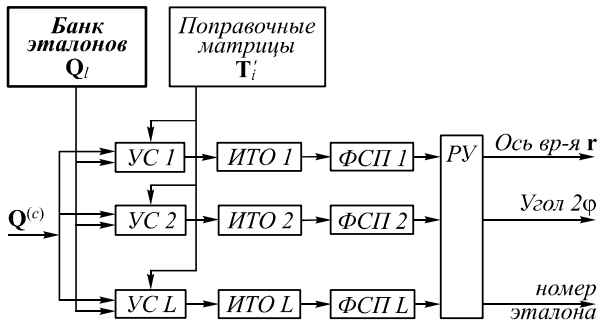 Банк
эталонов
Q_l
Поправочные
матрицы
T′_i
УС 1
ИТО 1
ФСП 1
РУ
Ось вр-я r
Q^(c)
УС 2
ИТО 2
ФСП 2
Угол 2φ
УС L
ИТО L
ФСП L
номер
эталона